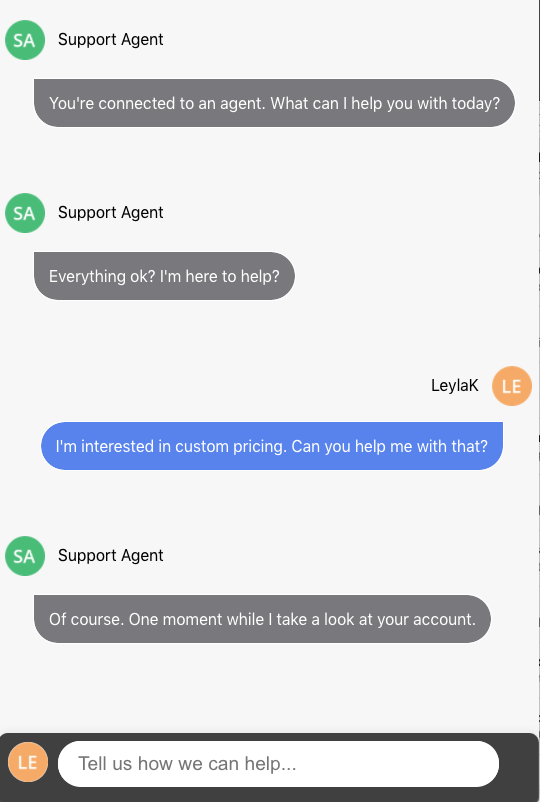 SA Support Agent
You're connected to an agent. What can I help you with today?
SA Support Agent
Everything ok? I'm here to help?
LeylaK LE
I'm interested in custom pricing. Can you help me with that?
SA Support Agent
Of course. One moment while I take a look at your account.
LE Tell us how we can help...